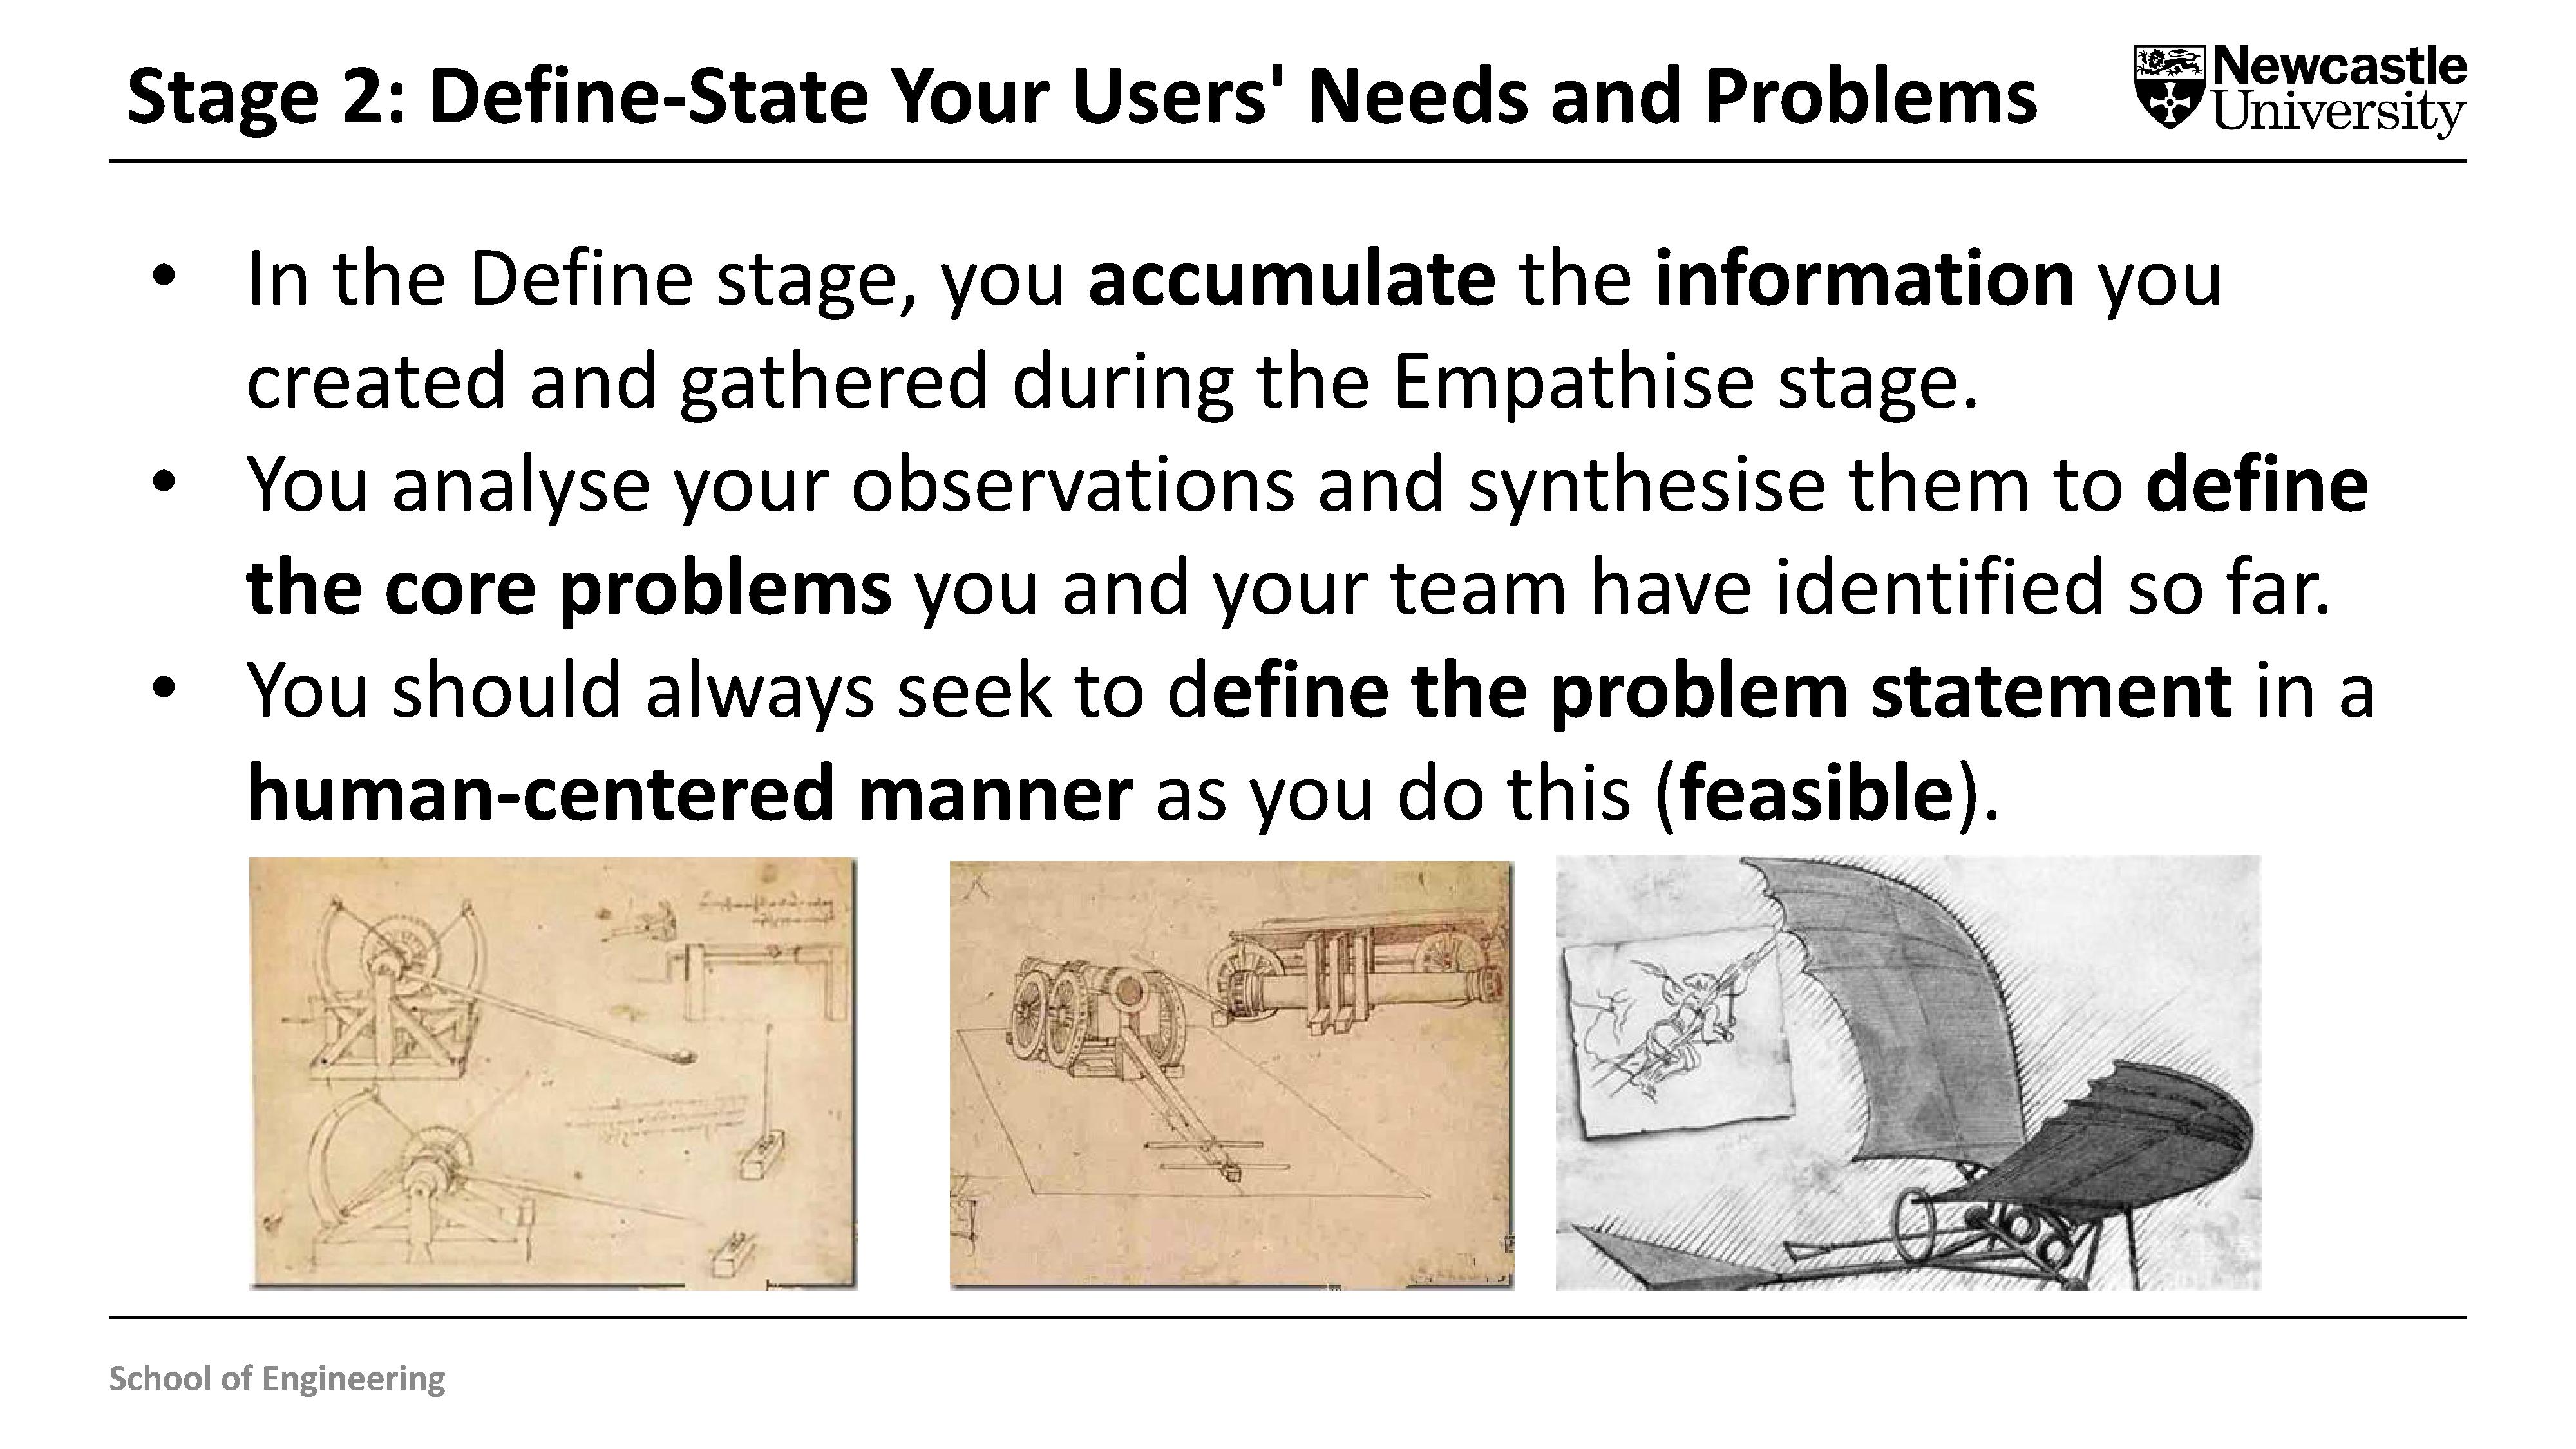 Stage 2: Define-State Your Users' Needs and Problems
Newcastle
University
• In the Define stage, you accumulate the information you
created and gathered during the Empathise stage.
• You analyse your observations and synthesise them to define
the core problems you and your team have identified so far.
• You should always seek to define the problem statement in a
human-centered manner as you do this (feasible).
School of Engineering